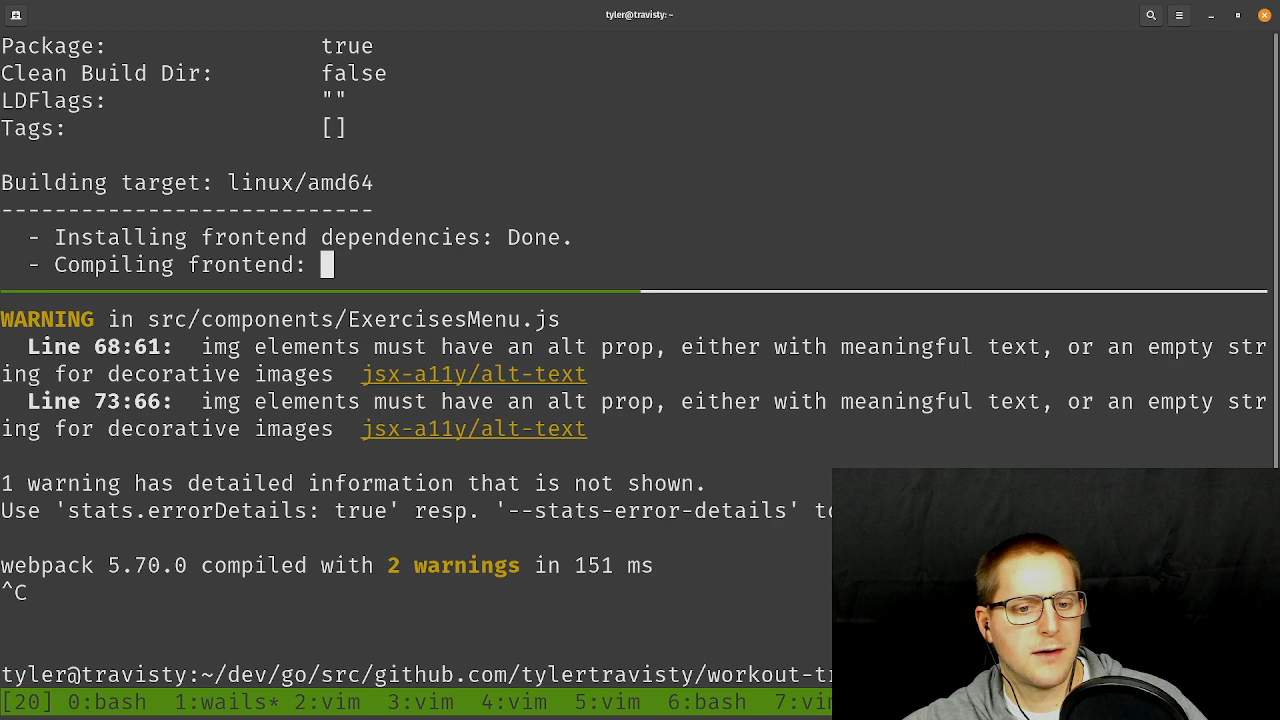 tyler@travisty: ~
Package: true
Clean Build Dir: false
LDFlags: ""
Tags: []
Building target: linux/amd64
----------------------------
- Installing frontend dependencies: Done.
- Compiling frontend:
WARNING in src/components/ExercisesMenu.js
Line 68:61: img elements must have an alt prop, either with meaningful text, or an empty str
ing for decorative images jsx-a11y/alt-text
Line 73:66: img elements must have an alt prop, either with meaningful text, or an empty str
ing for decorative images jsx-a11y/alt-text
1 warning has detailed information that is not shown.
Use 'stats.errorDetails: true' resp. '--stats-error-details' to
webpack 5.70.0 compiled with 2 warnings in 151 ms
^C
tyler@travisty:~/dev/go/src/github.com/tylertravisty/workout-t
[20] 0:bash 1:wails* 2:vim 3:vim 4:vim 5:vim 6:bash 7:vi